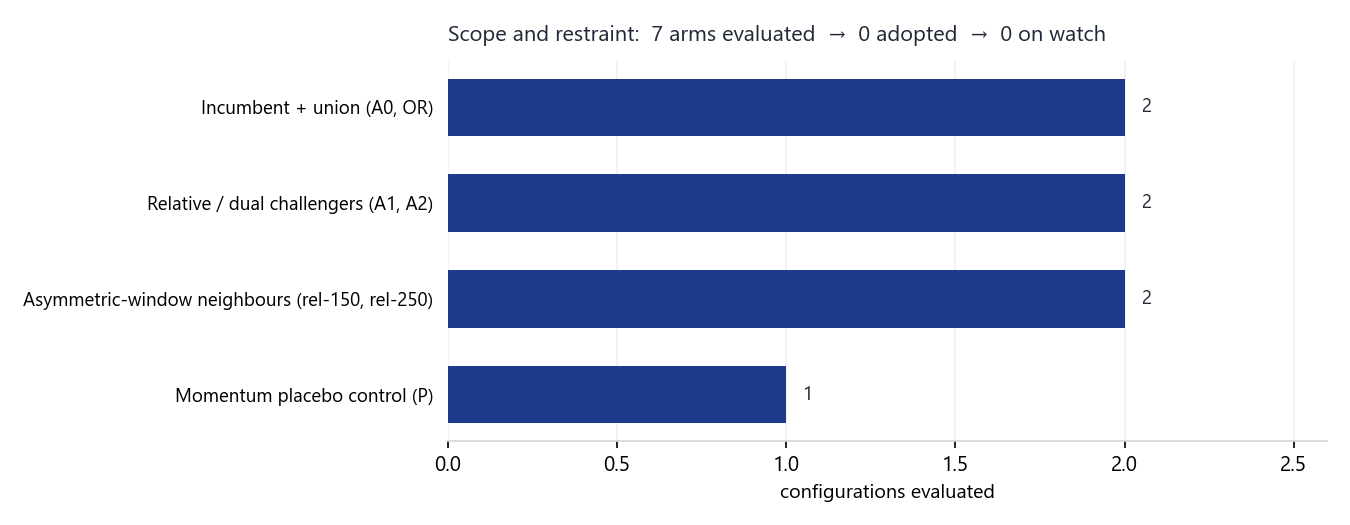 Scope and restraint:  7 arms evaluated  →  0 adopted  →  0 on watch
Incumbent + union (A0, OR)
2
Relative / dual challengers (A1, A2)
2
Asymmetric-window neighbours (rel-150, rel-250)
2
Momentum placebo control (P)
1
0.0 0.5 1.0 1.5 2.0 2.5
configurations evaluated